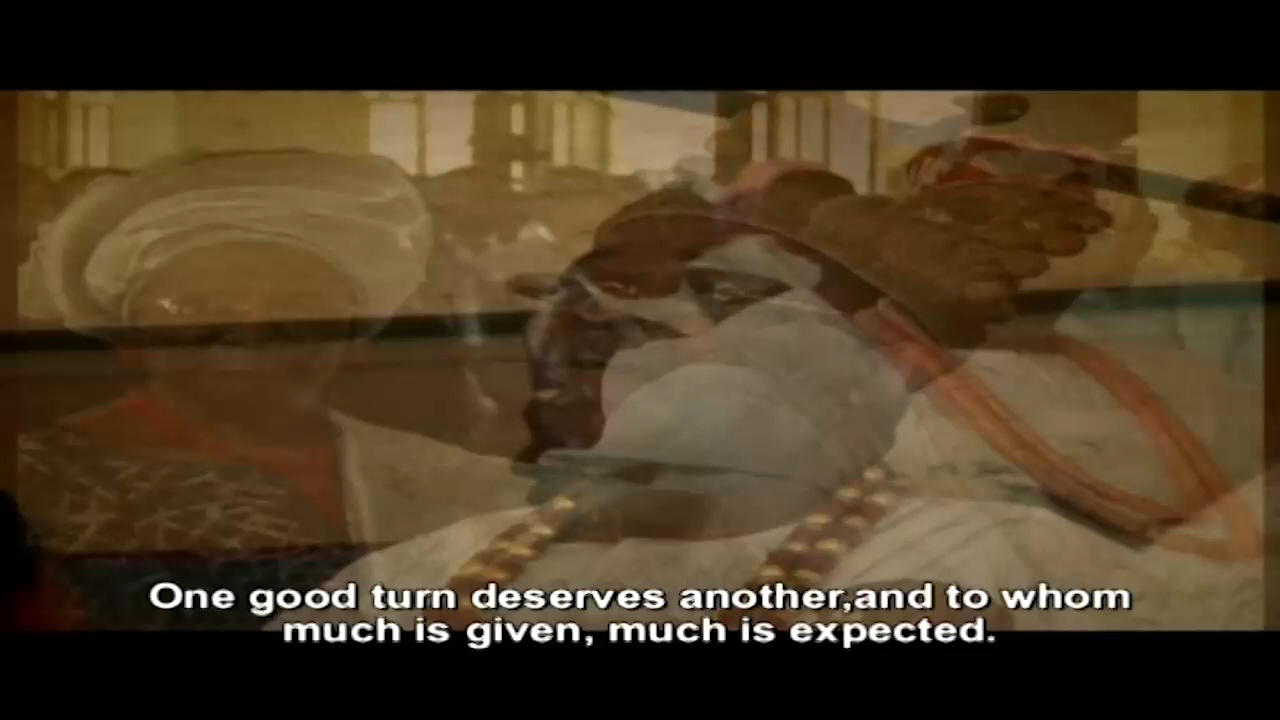 One good turn deserves another,and to whom
much is given, much is expected.